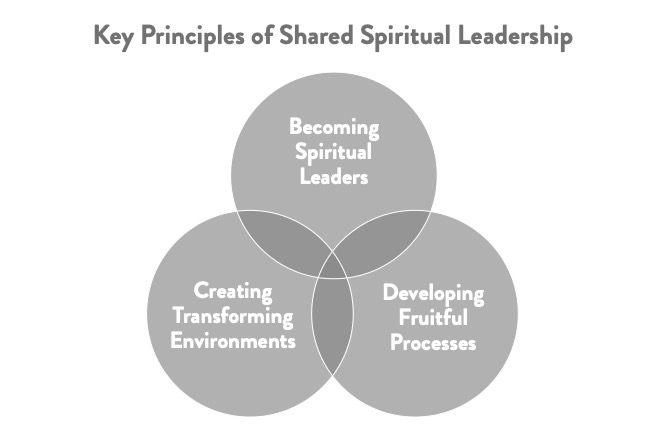 Key Principles of Shared Spiritual Leadership
Becoming
Spiritual
Leaders
Creating
Transforming
Environments
Developing
Fruitful
Processes